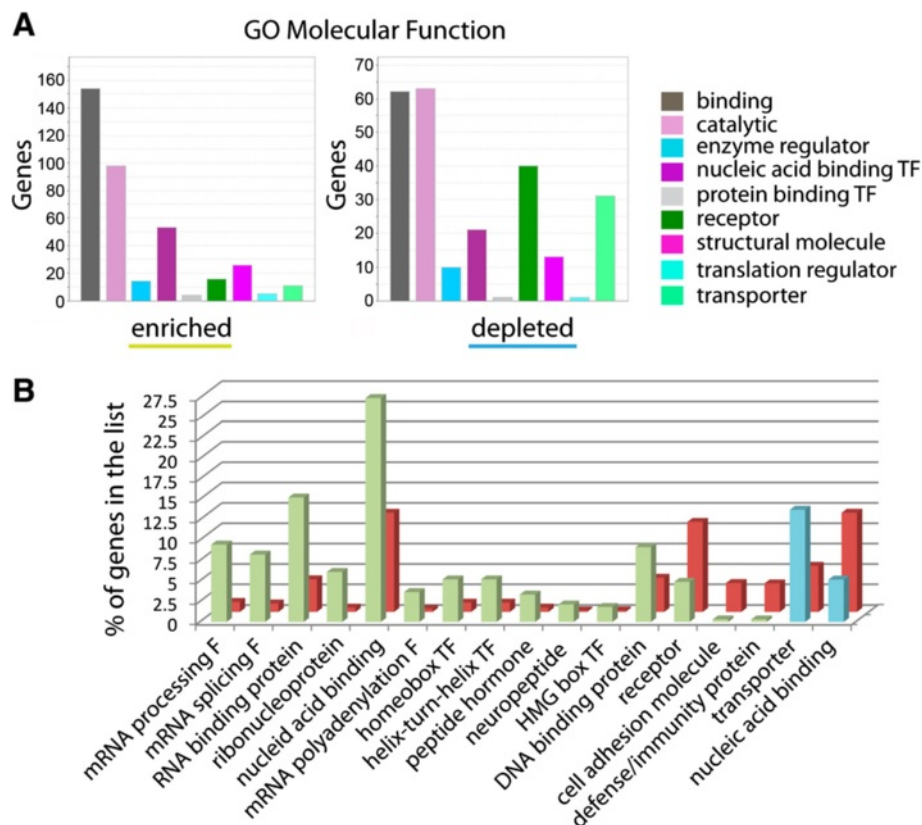 A
GO Molecular Function
Genes
160
140
120
100
80
60
40
20
0
enriched
Genes
70
60
50
40
30
20
10
0
depleted
binding
catalytic
enzyme regulator
nucleic acid binding TF
protein binding TF
receptor
structural molecule
translation regulator
transporter
B
% of genes in the list
27.5
25
22.5
20
17.5
15
12.5
10
7.5
5
2.5
0
mRNA processing F
mRNA splicing F
RNA binding protein
ribonucleoprotein
nucleid acid binding
mRNA polyadenylation F
homeobox TF
helix-turn-helix TF
peptide hormone
neuropeptide
HMG box TF
DNA binding protein
receptor
cell adhesion molecule
defense/immunity protein
transporter
nucleic acid binding